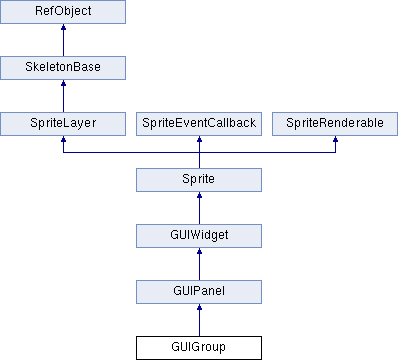 RefObject
SkeletonBase
SpriteLayer
SpriteEventCallback
SpriteRenderable
Sprite
GUIWidget
GUIPanel
GUIGroup